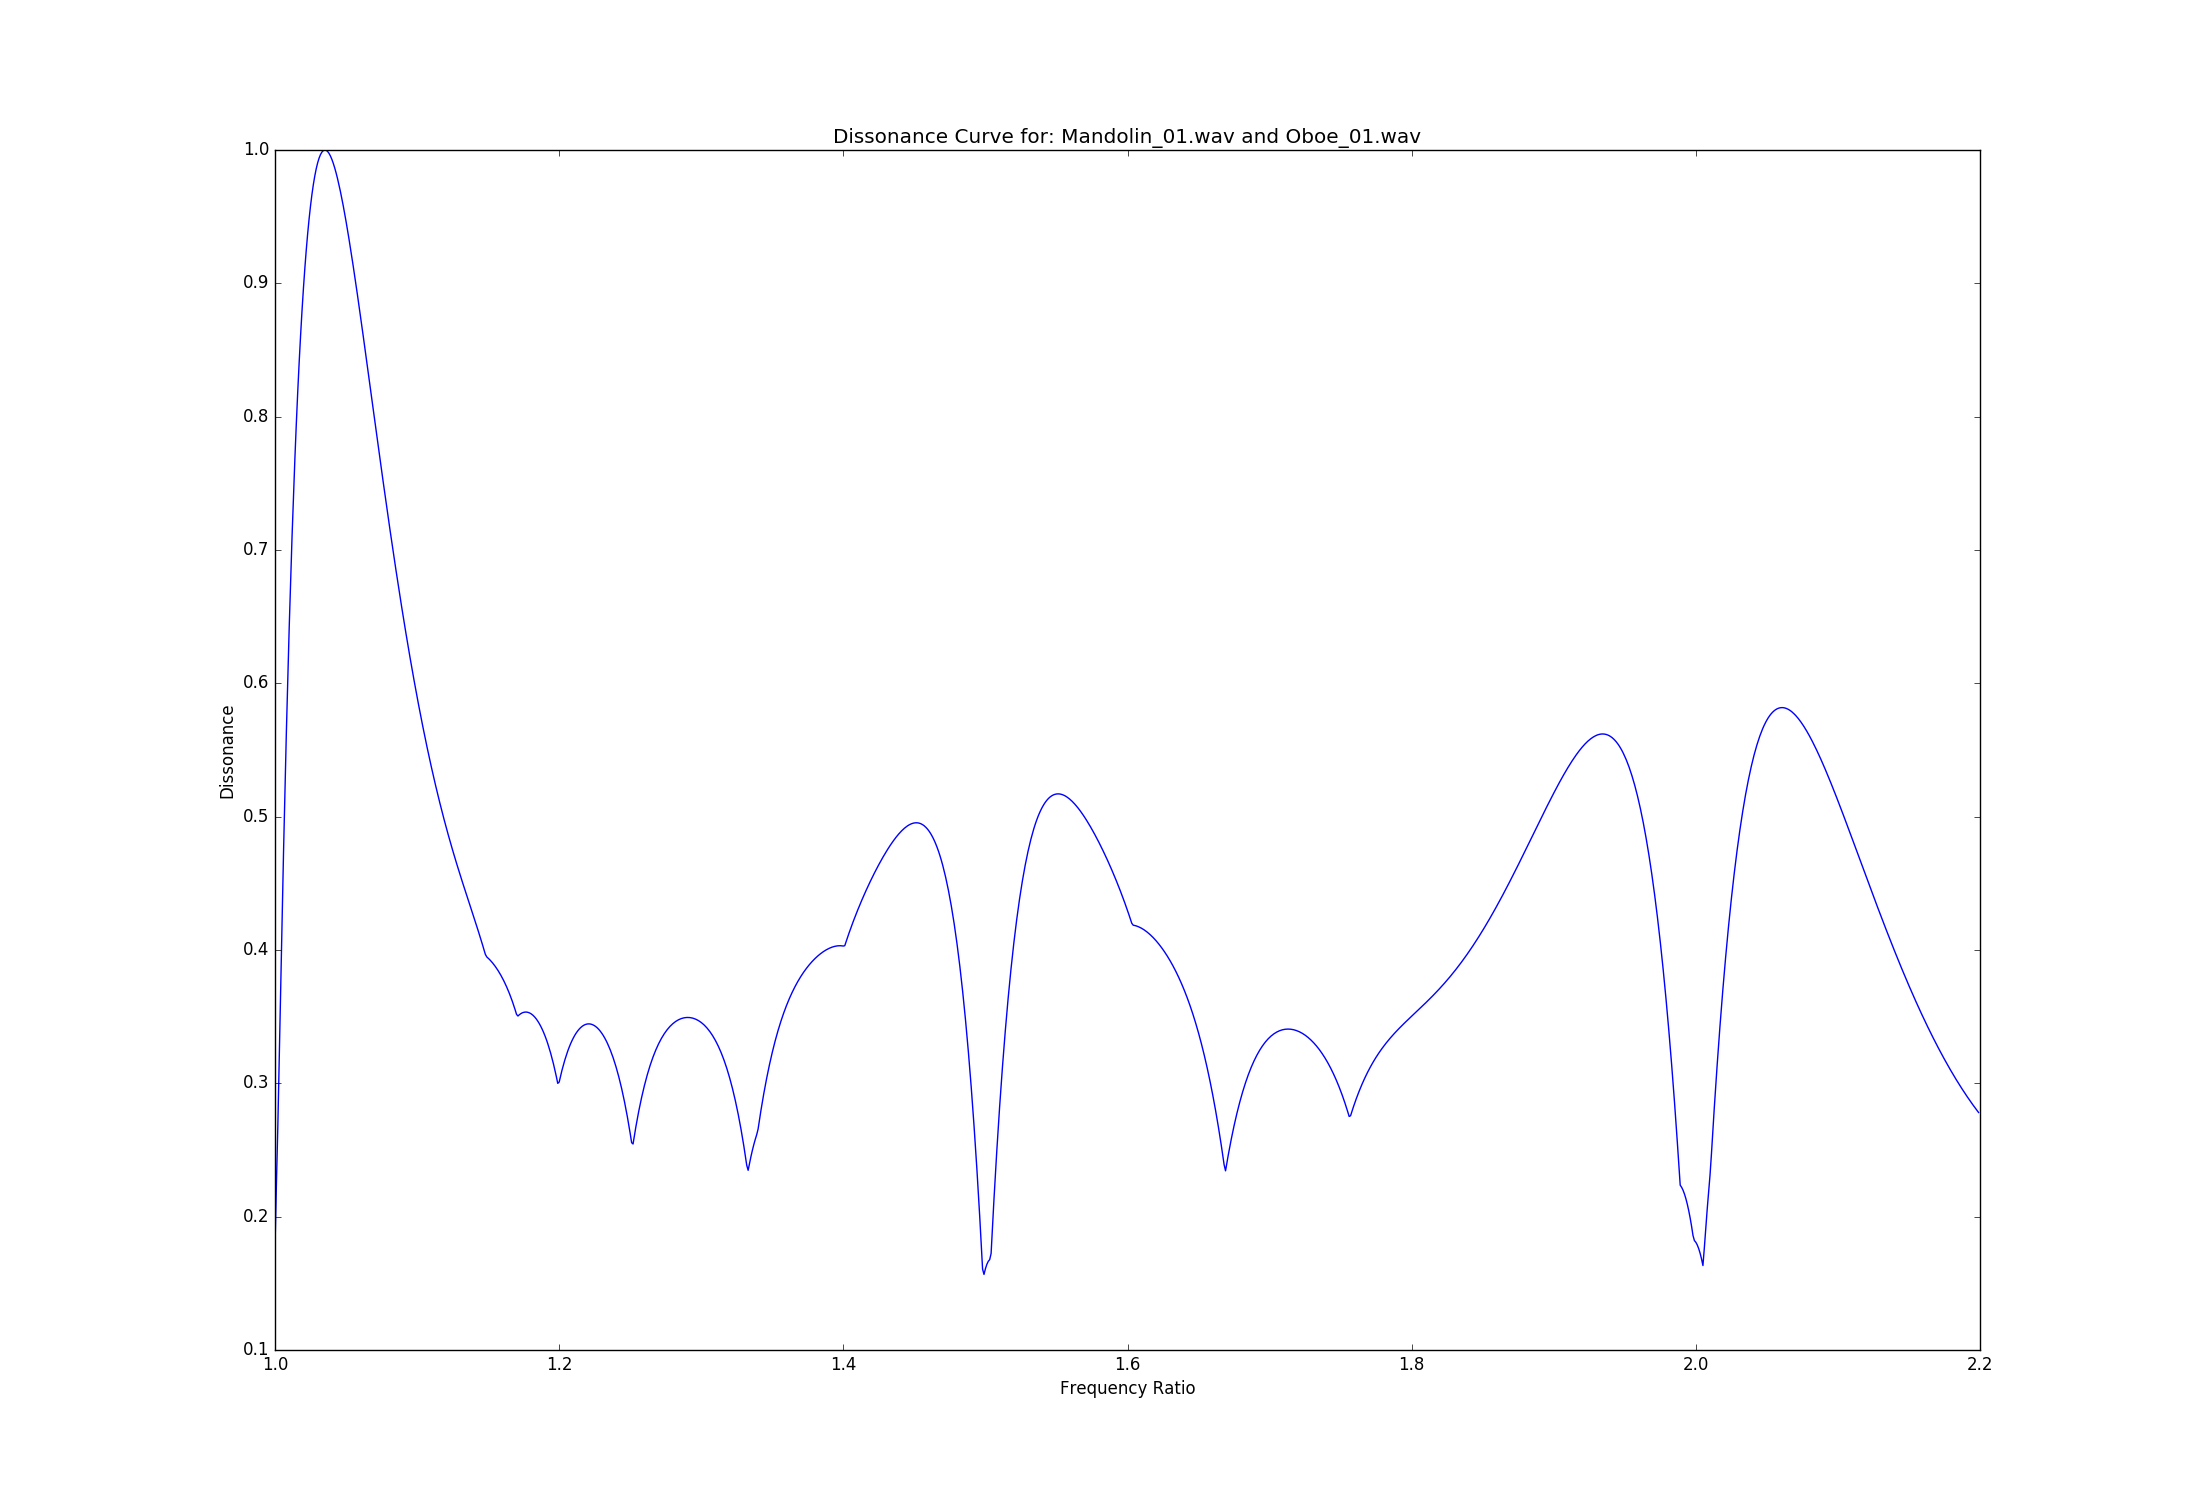 Dissonance Curve for: Mandolin_01.wav and Oboe_01.wav
1.0
0.9
0.8
0.7
0.6
0.5
0.4
0.3
0.2
0.1
Dissonance
1.0 1.2 1.4 1.6 1.8 2.0 2.2
Frequency Ratio